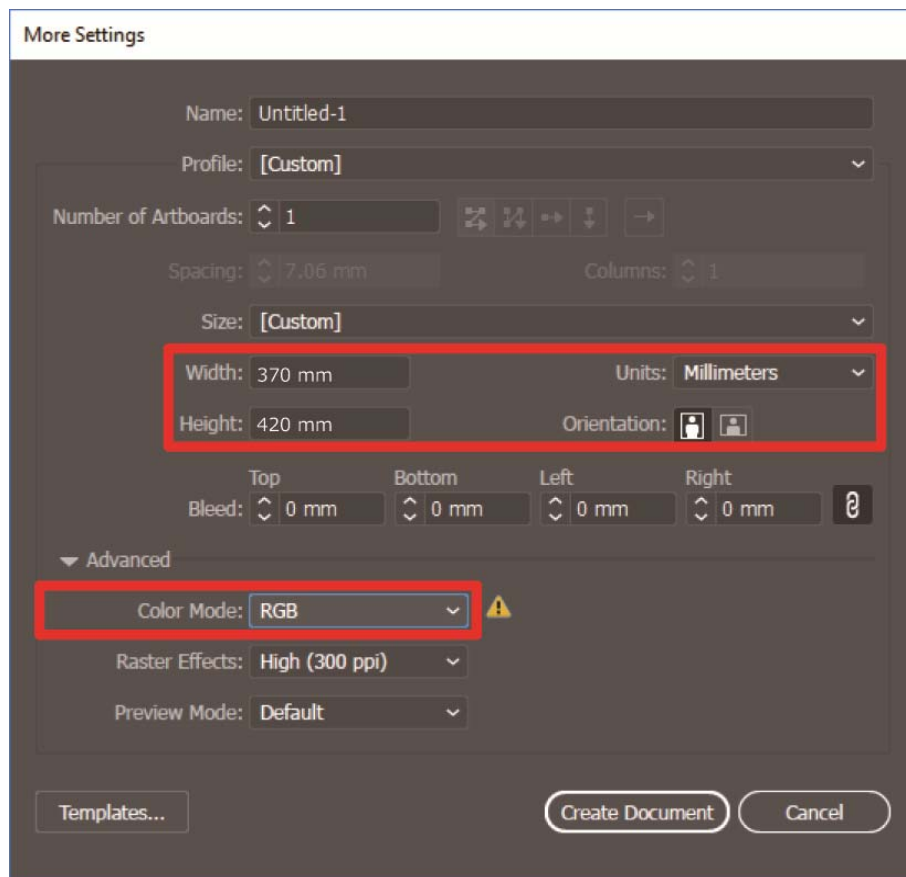 More Settings
Name: Untitled-1
Profile: [Custom]
Number of Artboards: 1
Spacing: 7.06 mm Columns: 1
Size: [Custom]
Width: 370 mm Units: Millimeters
Height: 420 mm Orientation:
Top Bottom Left Right
Bleed: 0 mm 0 mm 0 mm 0 mm
Advanced
Color Mode: RGB
Raster Effects: High (300 ppi)
Preview Mode: Default
Templates... Create Document Cancel